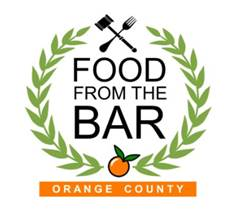 FOOD
FROM THE
BAR
ORANGE COUNTY